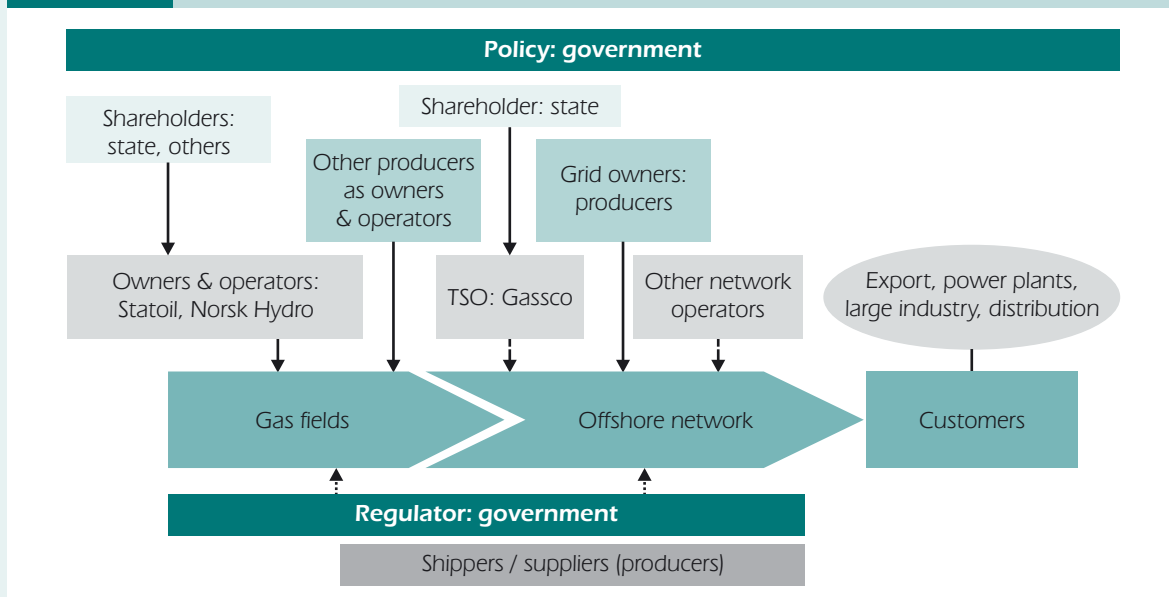 Policy: government
Shareholders:
state, others
Shareholder: state
Other producers
as owners
& operators
Grid owners:
producers
Owners & operators:
Statoil, Norsk Hydro
TSO: Gassco
Other network
operators
Export, power plants,
large industry, distribution
Gas fields
Offshore network
Customers
Regulator: government
Shippers / suppliers (producers)